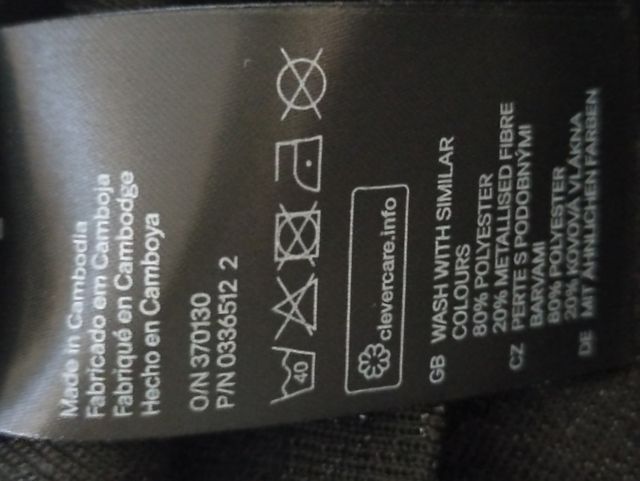 Made in Cambodia
Fabricado em Camboja
Fabriqué en Cambodge
Hecho en Camboya
O/N 370130
P/N 0336512 2
40
clevercare.info
GB WASH WITH SIMILAR
COLOURS
80% POLYESTER
20% METALLISED FIBRE
CZ PERTE S PODOBNÝMI
BARVAMI
80% POLYESTER
20% KOVOVÁ VLÁKNA
DE MIT ÄHNLICHEN FARBEN